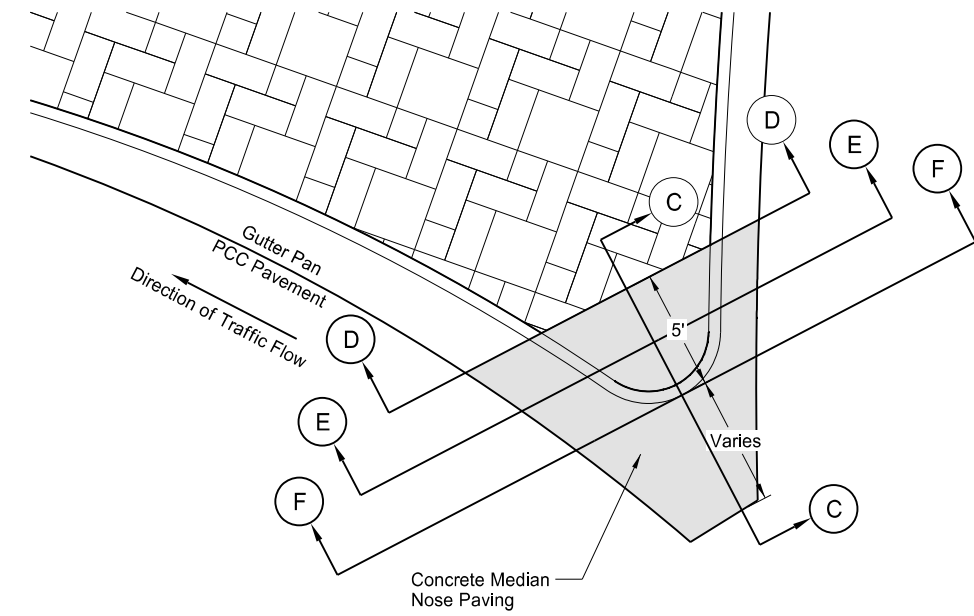 D
E
F
C
Gutter Pan
PCC Pavement
Direction of Traffic Flow
5'
D
E
Varies
F
C
Concrete Median
Nose Paving